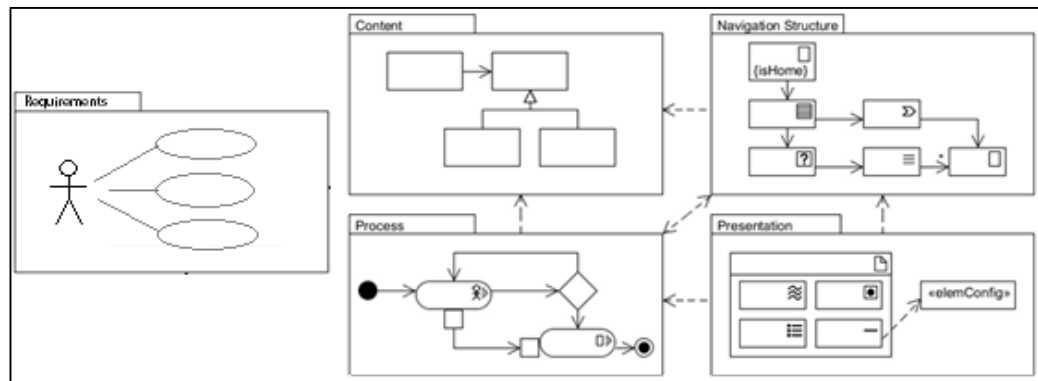 Content
Navigation Structure
{isHome}
Requirements
?
*
Process
Presentation
«elemConfig»